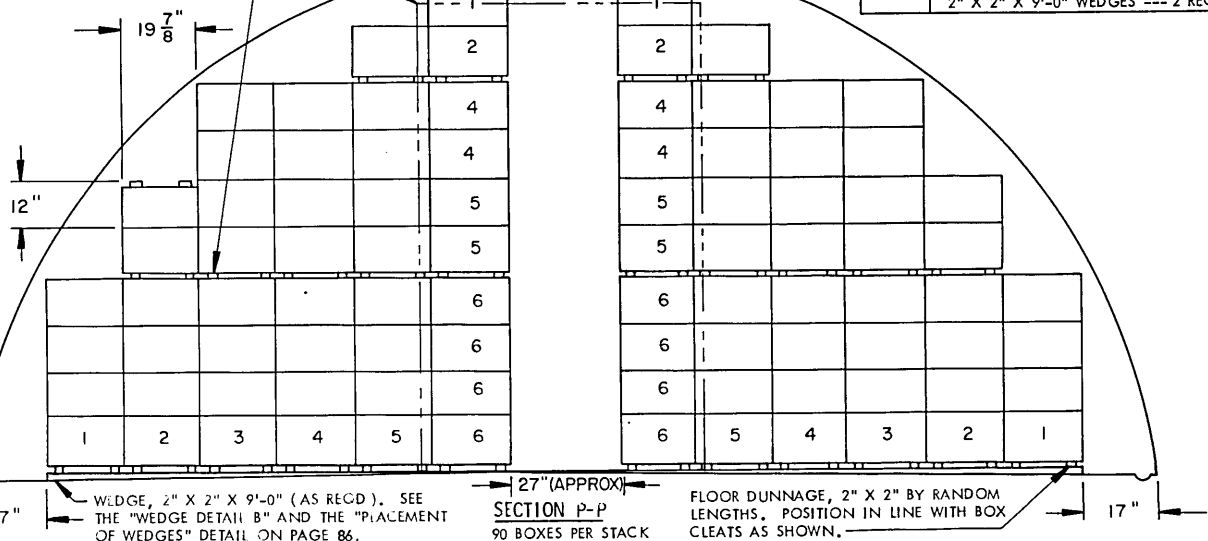 1 1
2" X 2" X 9'-0" WEDGES --- 2 REQ
19 7/8"
2 2
4 4
4 4
12"
5 5
5 5
6 6
6 6
6 6
1 2 3 4 5 6 6 5 4 3 2 1
7"
WEDGE, 2" X 2" X 9'-0" (AS REQD). SEE
THE "WEDGE DETAIL B" AND THE "PLACEMENT
OF WEDGES" DETAIL ON PAGE 86.
27" (APPROX)
SECTION P-P
90 BOXES PER STACK
FLOOR DUNNAGE, 2" X 2" BY RANDOM
LENGTHS. POSITION IN LINE WITH BOX
CLEATS AS SHOWN.
17"